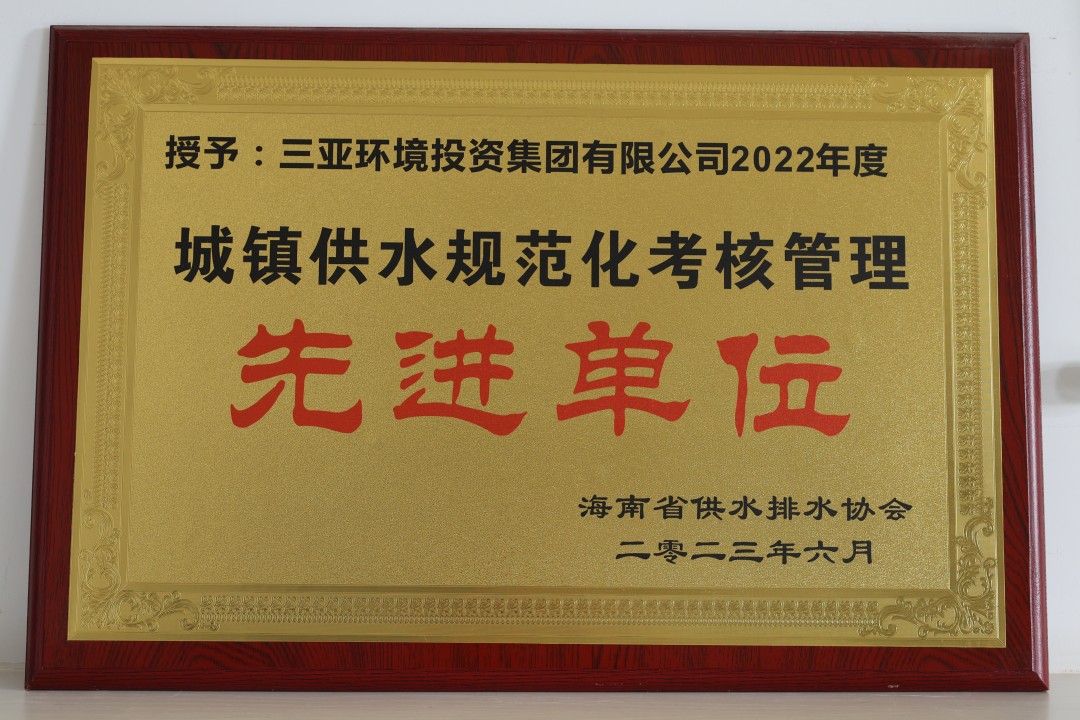 授予：三亚环境投资集团有限公司2022年度
城镇供水规范化考核管理
先进单位
海南省供水排水协会
二零二三年六月